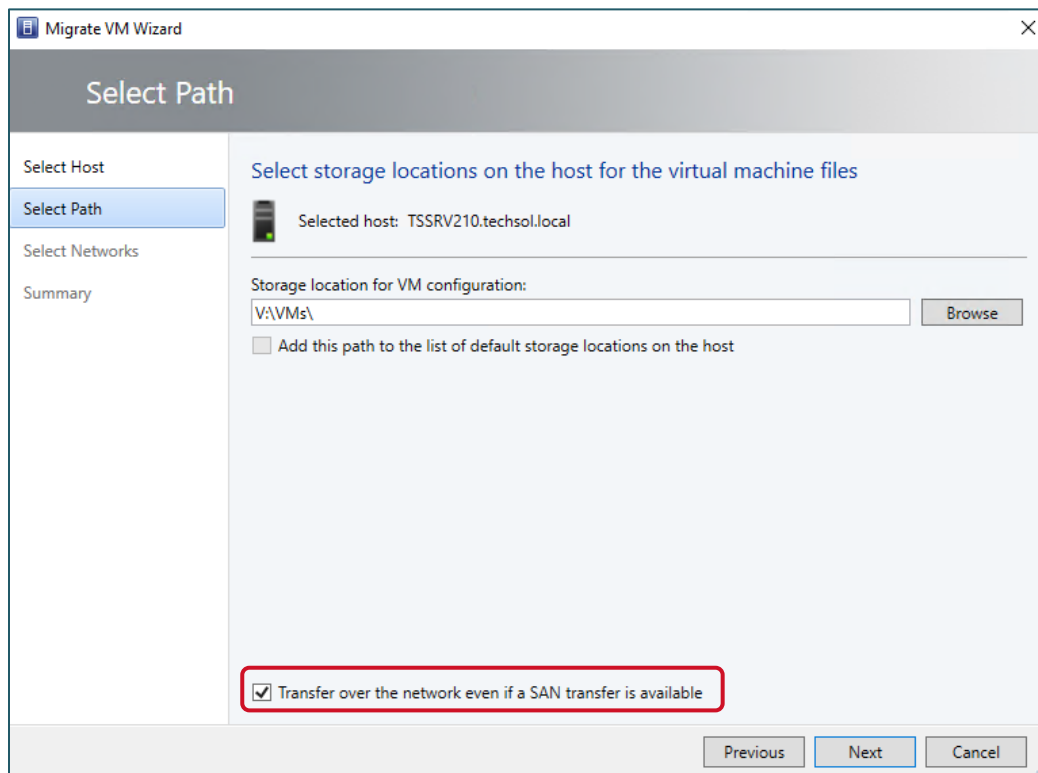 Migrate VM Wizard
Select Path
Select Host
Select Path
Select Networks
Summary
Select storage locations on the host for the virtual machine files
Selected host: TSSRV210.techsol.local
Storage location for VM configuration:
V:\VMs\
Browse
Add this path to the list of default storage locations on the host
Transfer over the network even if a SAN transfer is available
Previous
Next
Cancel